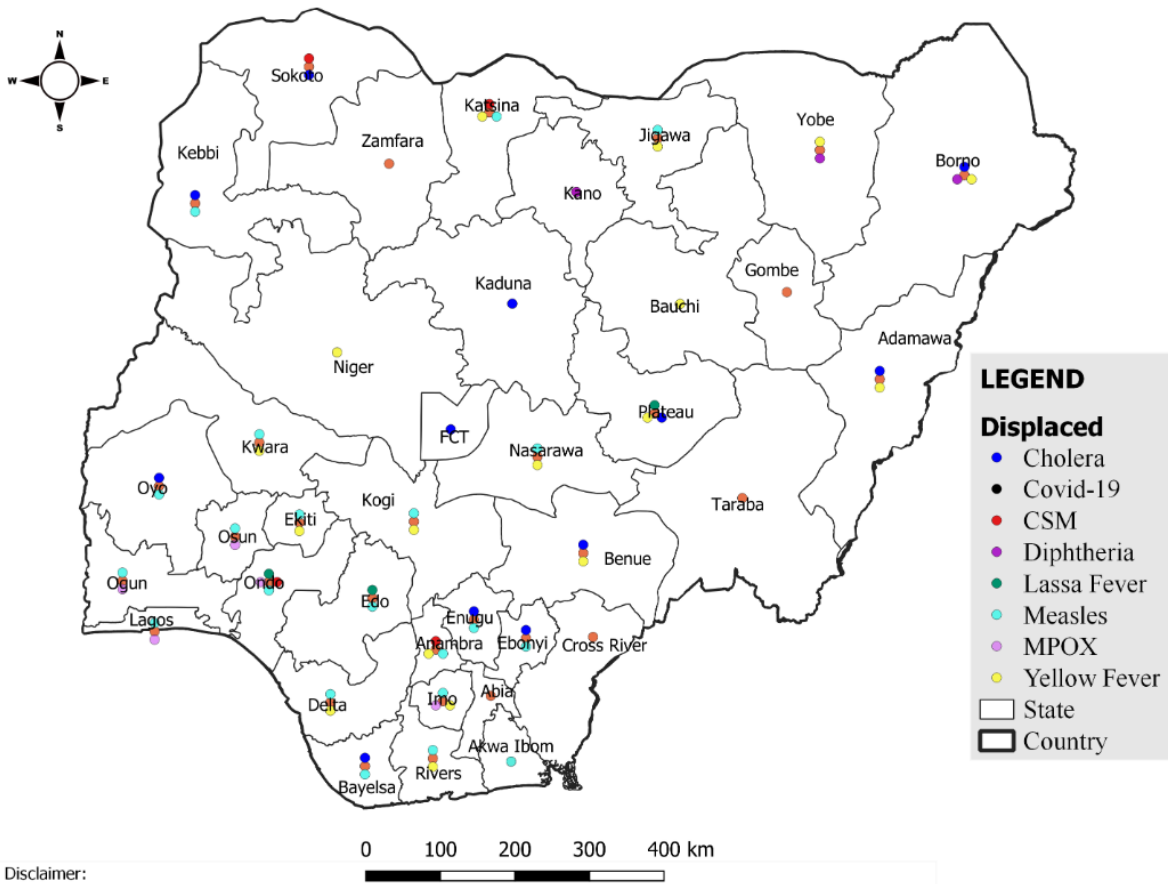 N
W E
S
Sokoto
Katsina
Zamfara
Jigawa
Yobe
Kebbi
Borno
Kano
Gombe
Kaduna
Bauchi
Adamawa
Niger
Plateau
FCT
Nasarawa
Kwara
Oyo
Kogi
Taraba
Ekiti
Osun
Benue
Ogun
Ondo
Edo
Lagos
Enugu
Anambra
Ebonyi
Cross River
Delta
Imo
Abia
Akwa Ibom
Rivers
Bayelsa
LEGEND
Displaced
Cholera
Covid-19
CSM
Diphtheria
Lassa Fever
Measles
MPOX
Yellow Fever
State
Country
0 100 200 300 400 km
Disclaimer: